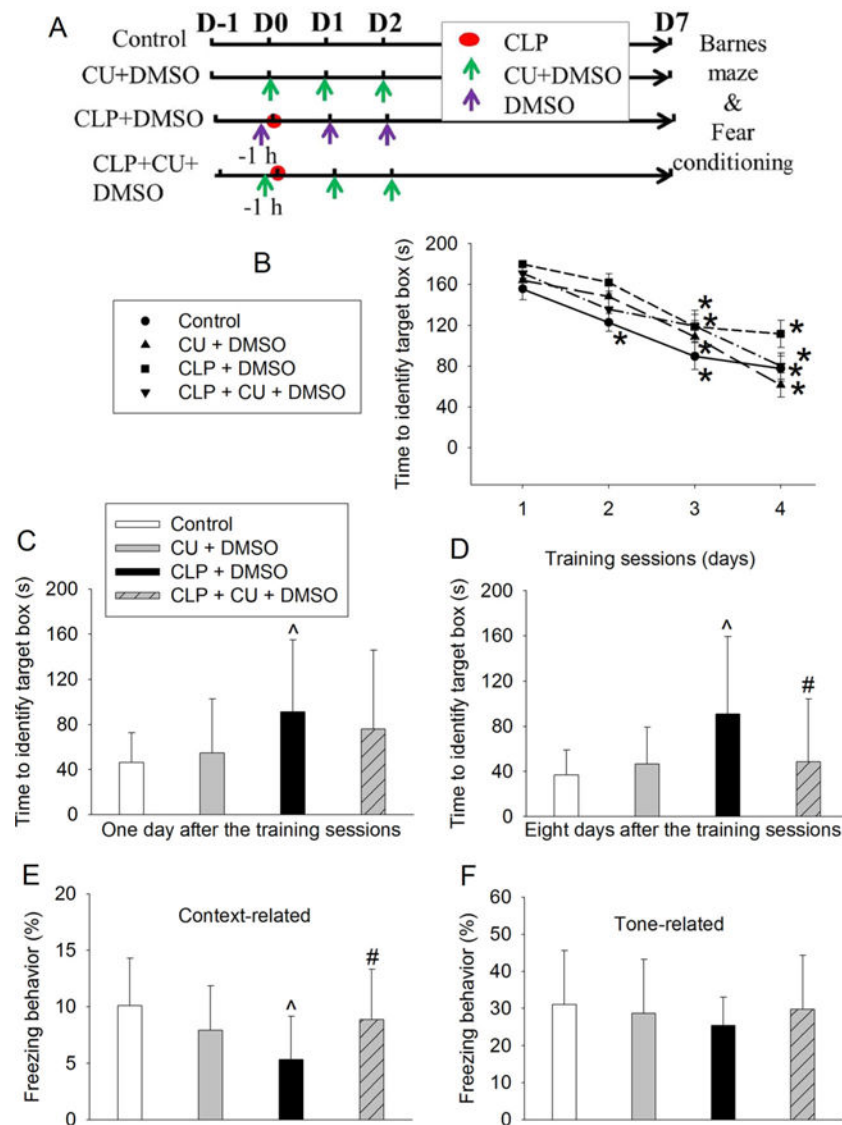 A
D-1 D0 D1 D2 D7
Control
CU+DMSO
CLP+DMSO
-1 h
CLP+CU+
DMSO
-1 h
CLP
CU+DMSO
DMSO
Barnes
maze
&
Fear
conditioning
B
Control
CU + DMSO
CLP + DMSO
CLP + CU + DMSO
Time to identify target box (s)
200
160
120
80
40
0
* * * * * * * * *
1 2 3 4
Training sessions (days)
C
Control
CU + DMSO
CLP + DMSO
CLP + CU + DMSO
Time to identify target box (s)
200
160
120
80
40
0
^
One day after the training sessions
D
Time to identify target box (s)
200
160
120
80
40
0
^
#
Eight days after the training sessions
E
Context-related
Freezing behavior (%)
20
15
10
5
0
^
#
F
Tone-related
Freezing behavior (%)
60
50
40
30
20
10
0